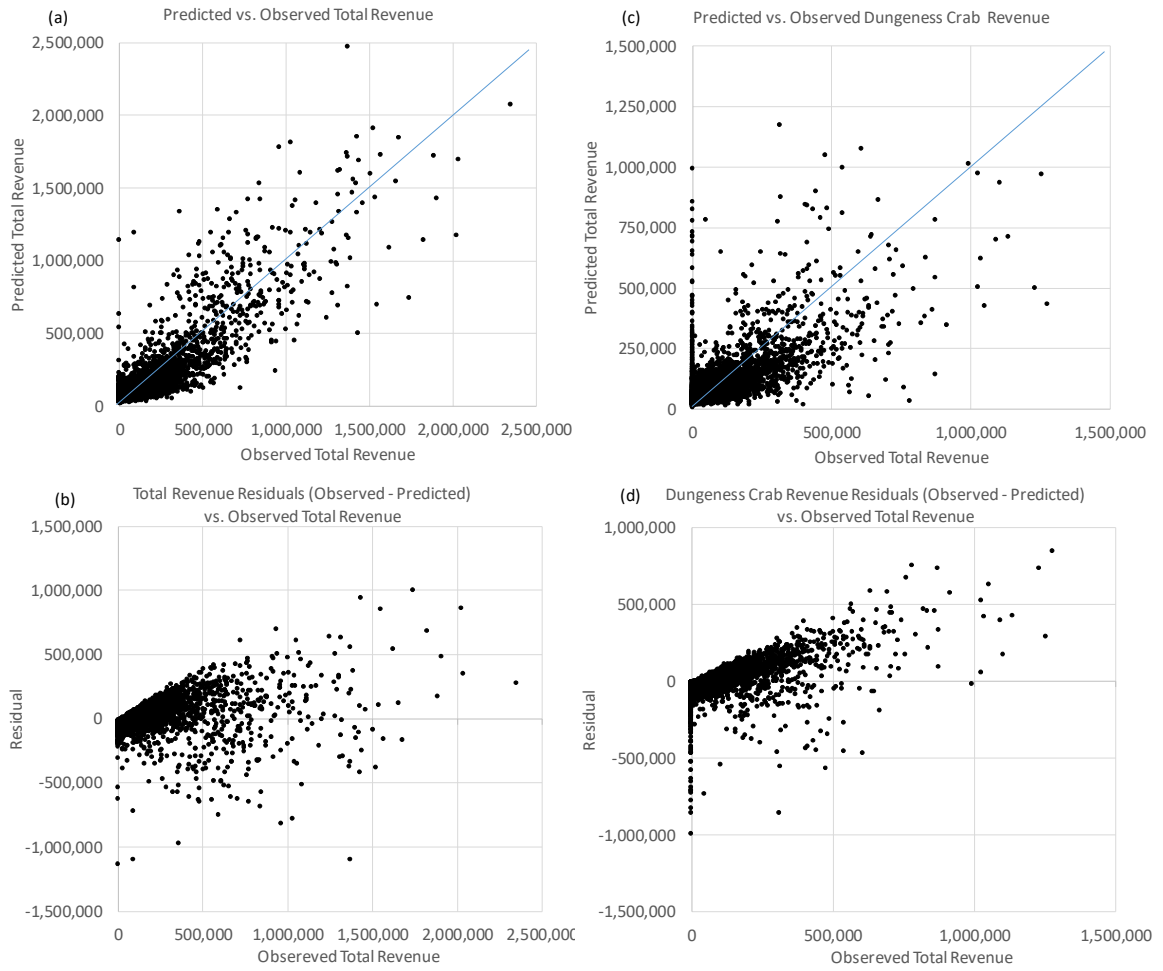 (a)
Predicted vs. Observed Total Revenue
Predicted Total Revenue
2,500,000
2,000,000
1,500,000
1,000,000
500,000
0
0 500,000 1,000,000 1,500,000 2,000,000 2,500,000
Observed Total Revenue
(c)
Predicted vs. Observed Dungeness Crab Revenue
Predicted Total Revenue
1,500,000
1,250,000
1,000,000
750,000
500,000
250,000
0
0 500,000 1,000,000 1,500,000
Observed Total Revenue
(b)
Total Revenue Residuals (Observed - Predicted)
vs. Observed Total Revenue
Residual
1,500,000
1,000,000
500,000
0
-500,000
-1,000,000
-1,500,000
0 500,000 1,000,000 1,500,000 2,000,000 2,500,000
Obsereved Total Revenue
(d)
Dungeness Crab Revenue Residuals (Observed - Predicted)
vs. Observed Total Revenue
Residual
1,000,000
500,000
0
-500,000
-1,000,000
-1,500,000
0 500,000 1,000,000 1,500,000
Obsereved Total Revenue